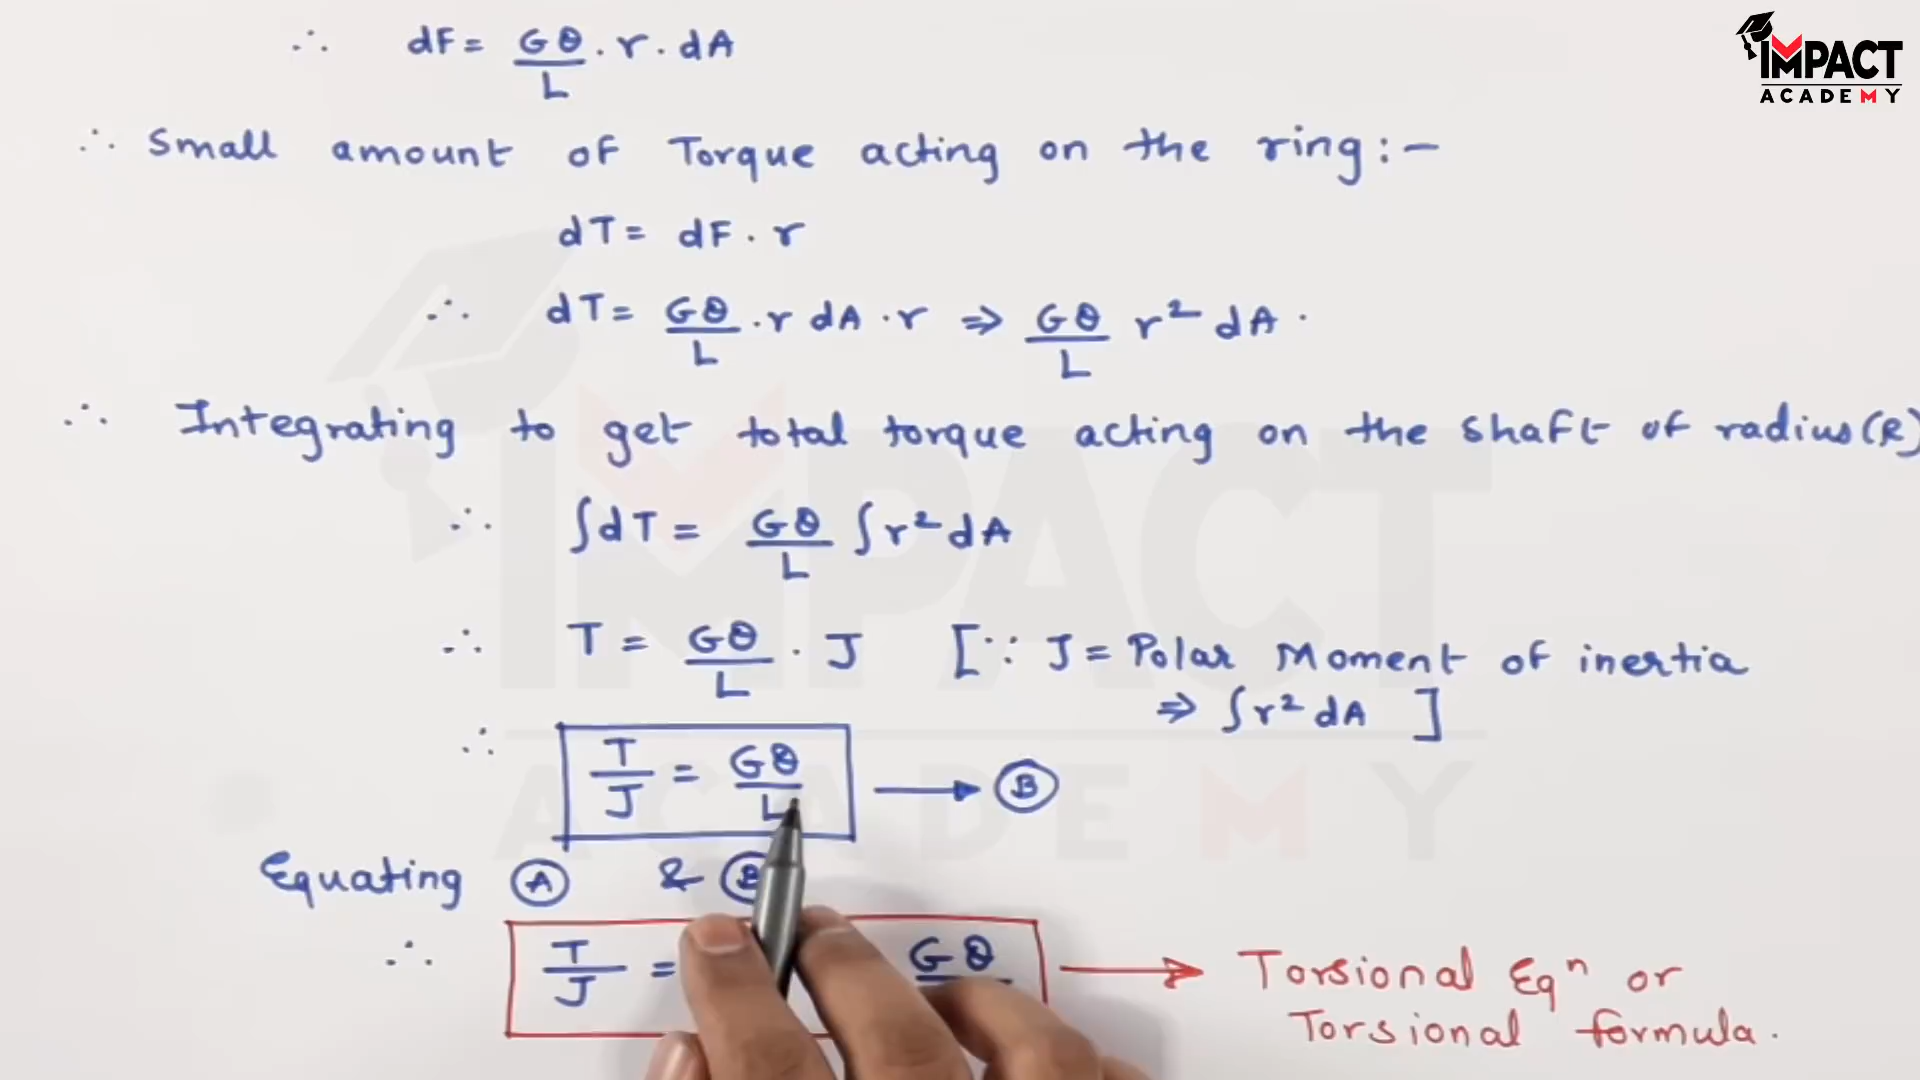 ∴ dF = Gθ/L . r . dA
IMPACT
ACADEMY
∴ Small amount of Torque acting on the ring:-
dT = dF . r
∴ dT = Gθ/L . r dA . r ⇒ Gθ/L r² dA .
∴ Integrating to get total torque acting on the shaft of radius(R)
∴ ∫dT = Gθ/L ∫r² dA
∴ T = Gθ/L . J [∵ J = Polar Moment of inertia
⇒ ∫r² dA ]
∴ T/J = Gθ/L → B
Equating A & B
∴ T/J = Gθ → Torsional Eqⁿ or
Torsional formula.